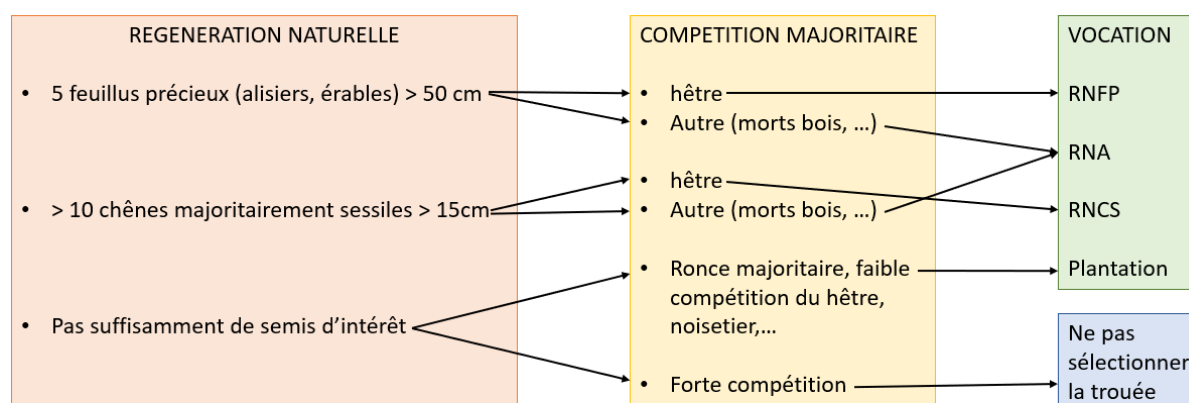 REGENERATION NATURELLE
• 5 feuillus précieux (alisiers, érables) > 50 cm
• > 10 chênes majoritairement sessiles > 15cm
• Pas suffisamment de semis d'intérêt
COMPETITION MAJORITAIRE
• hêtre
• Autre (morts bois, ...)
• hêtre
• Autre (morts bois, ...)
• Ronce majoritaire, faible
compétition du hêtre,
noisetier,...
• Forte compétition
VOCATION
RNFP
RNA
RNCS
Plantation
Ne pas
sélectionner
la trouée